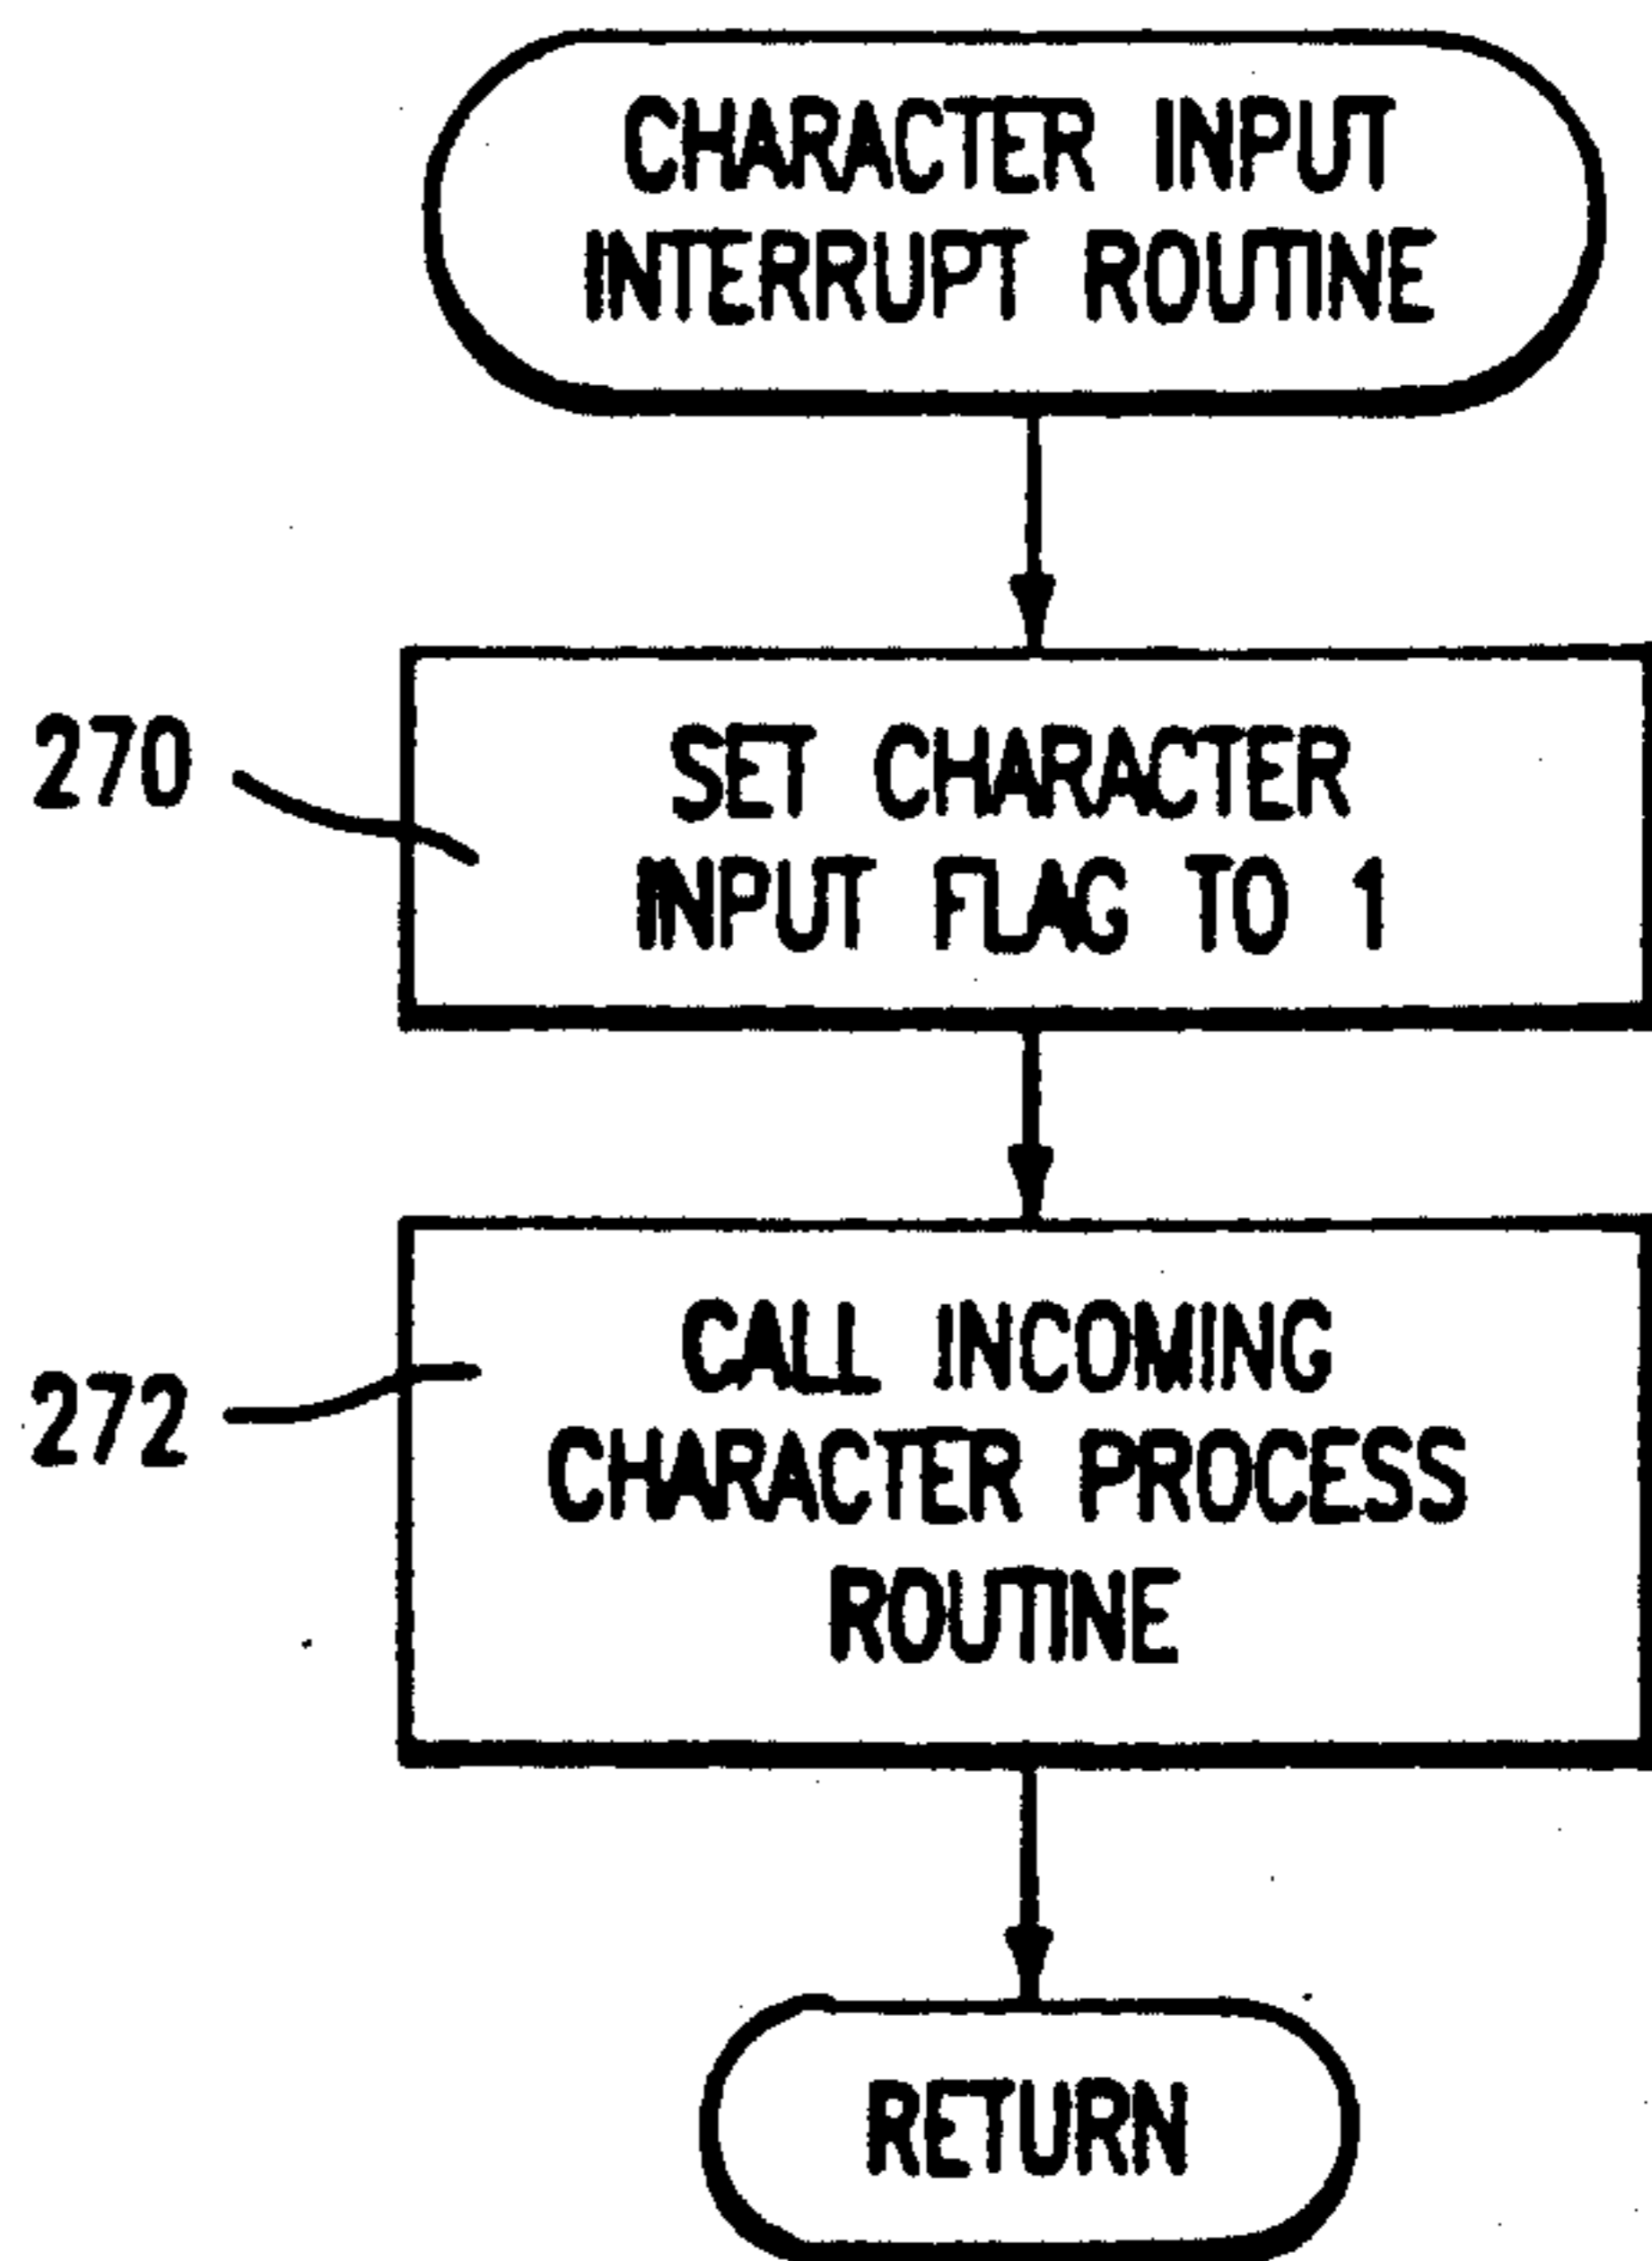 CHARACTER INPUT
INTERRUPT ROUTINE
270
SET CHARACTER
INPUT FLAG TO 1
272
CALL INCOMING
CHARACTER PROCESS
ROUTINE
RETURN